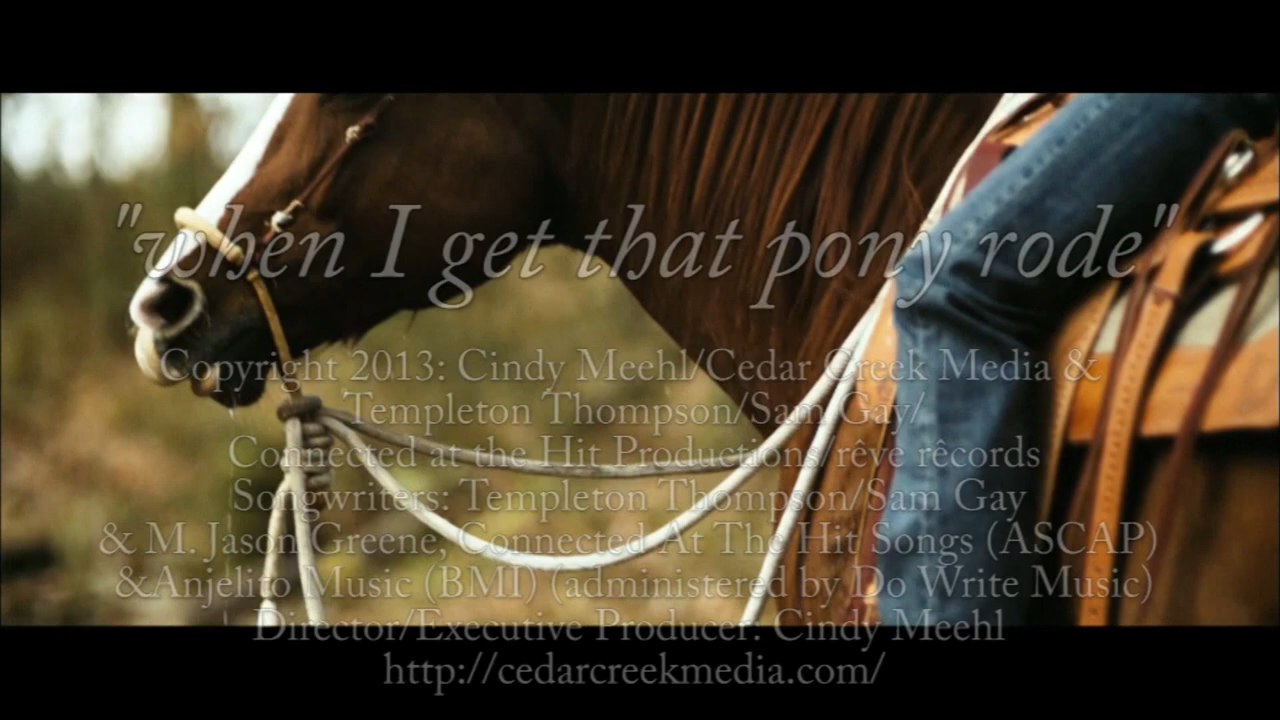 "when I get that pony rode"
Copyright 2013: Cindy Meehl/Cedar Creek Media &
Templeton Thompson/Sam Gay/
Connected at the Hit Productions/rêve rêcords
Songwriters: Templeton Thompson/Sam Gay
& M. Jason Greene, Connected At The Hit Songs (ASCAP)
&Anjelito Music (BMI) (administered by Do Write Music)
Director/Executive Producer: Cindy Meehl
http://cedarcreekmedia.com/